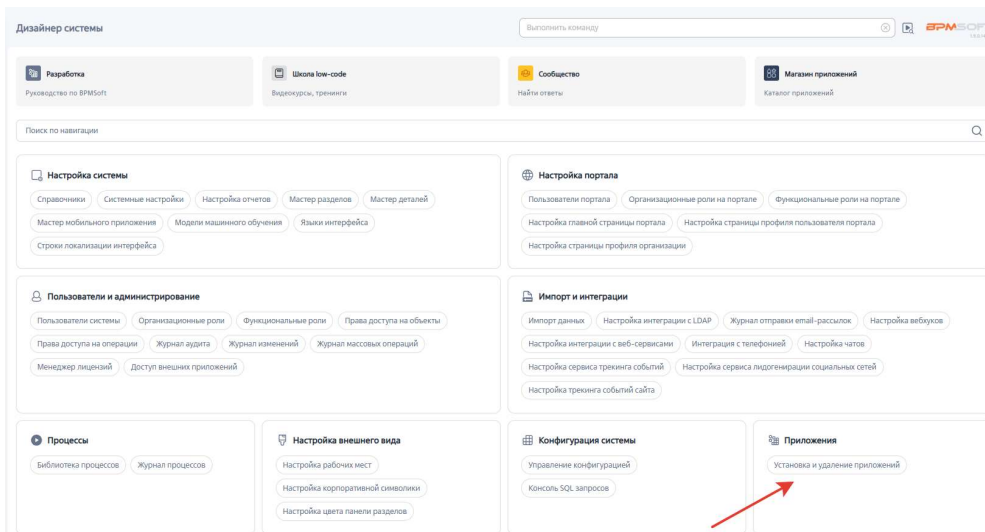 Дизайнер системы
Выполнить команду
BPMSOF
Разработка
Руководство по BPMSoft
Школа low-code
Видеокурсы, тренинги
Сообщество
Найти ответы
Магазин приложений
Каталог приложений
Поиск по навигации
Настройка системы
Справочники Системные настройки Настройка отчетов Мастер разделов Мастер деталей
Мастер мобильного приложения Модели машинного обучения Языки интерфейса
Строки локализации интерфейса
Настройка портала
Пользователи портала Организационные роли на портале Функциональные роли на портале
Настройка главной страницы портала Настройка страницы профиля пользователя портала
Настройка страницы профиля организации
Пользователи и администрирование
Пользователи системы Организационные роли Функциональные роли Права доступа на объекты
Права доступа на операции Журнал аудита Журнал изменений Журнал массовых операций
Менеджер лицензий Доступ внешних приложений
Импорт и интеграции
Импорт данных Настройка интеграции с LDAP Журнал отправки email-рассылок Настройка вебхуков
Настройка интеграции с веб-сервисами Интеграция с телефонией Настройка чатов
Настройка сервиса трекинга событий Настройка сервиса лидогенирации социальных сетей
Настройка трекинга событий сайта
Процессы
Библиотека процессов Журнал процессов
Настройка внешнего вида
Настройка рабочих мест
Настройка корпоративной символики
Настройка цвета панели разделов
Конфигурация системы
Управление конфигурацией
Консоль SQL запросов
Приложения
Установка и удаление приложений